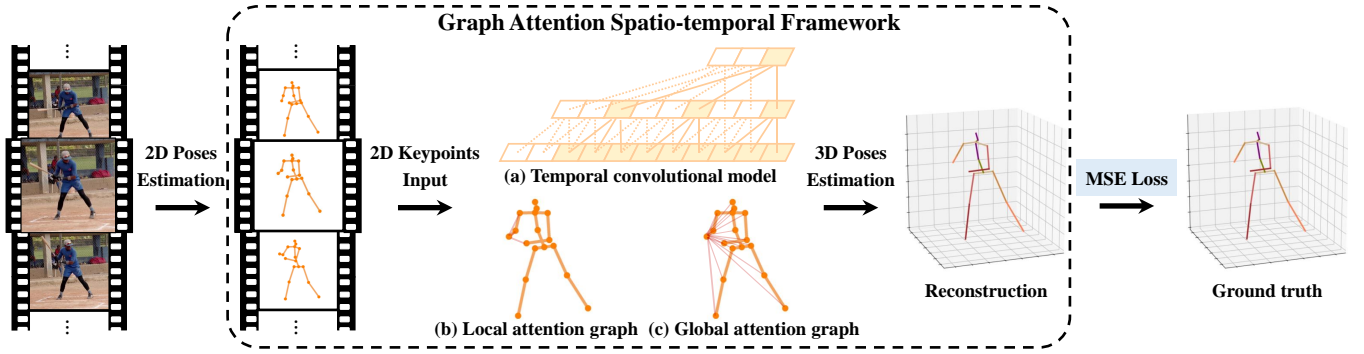 Graph Attention Spatio-temporal Framework
2D Poses
Estimation
2D Keypoints
Input
(a) Temporal convolutional model
(b) Local attention graph
(c) Global attention graph
3D Poses
Estimation
Reconstruction
MSE Loss
Ground truth